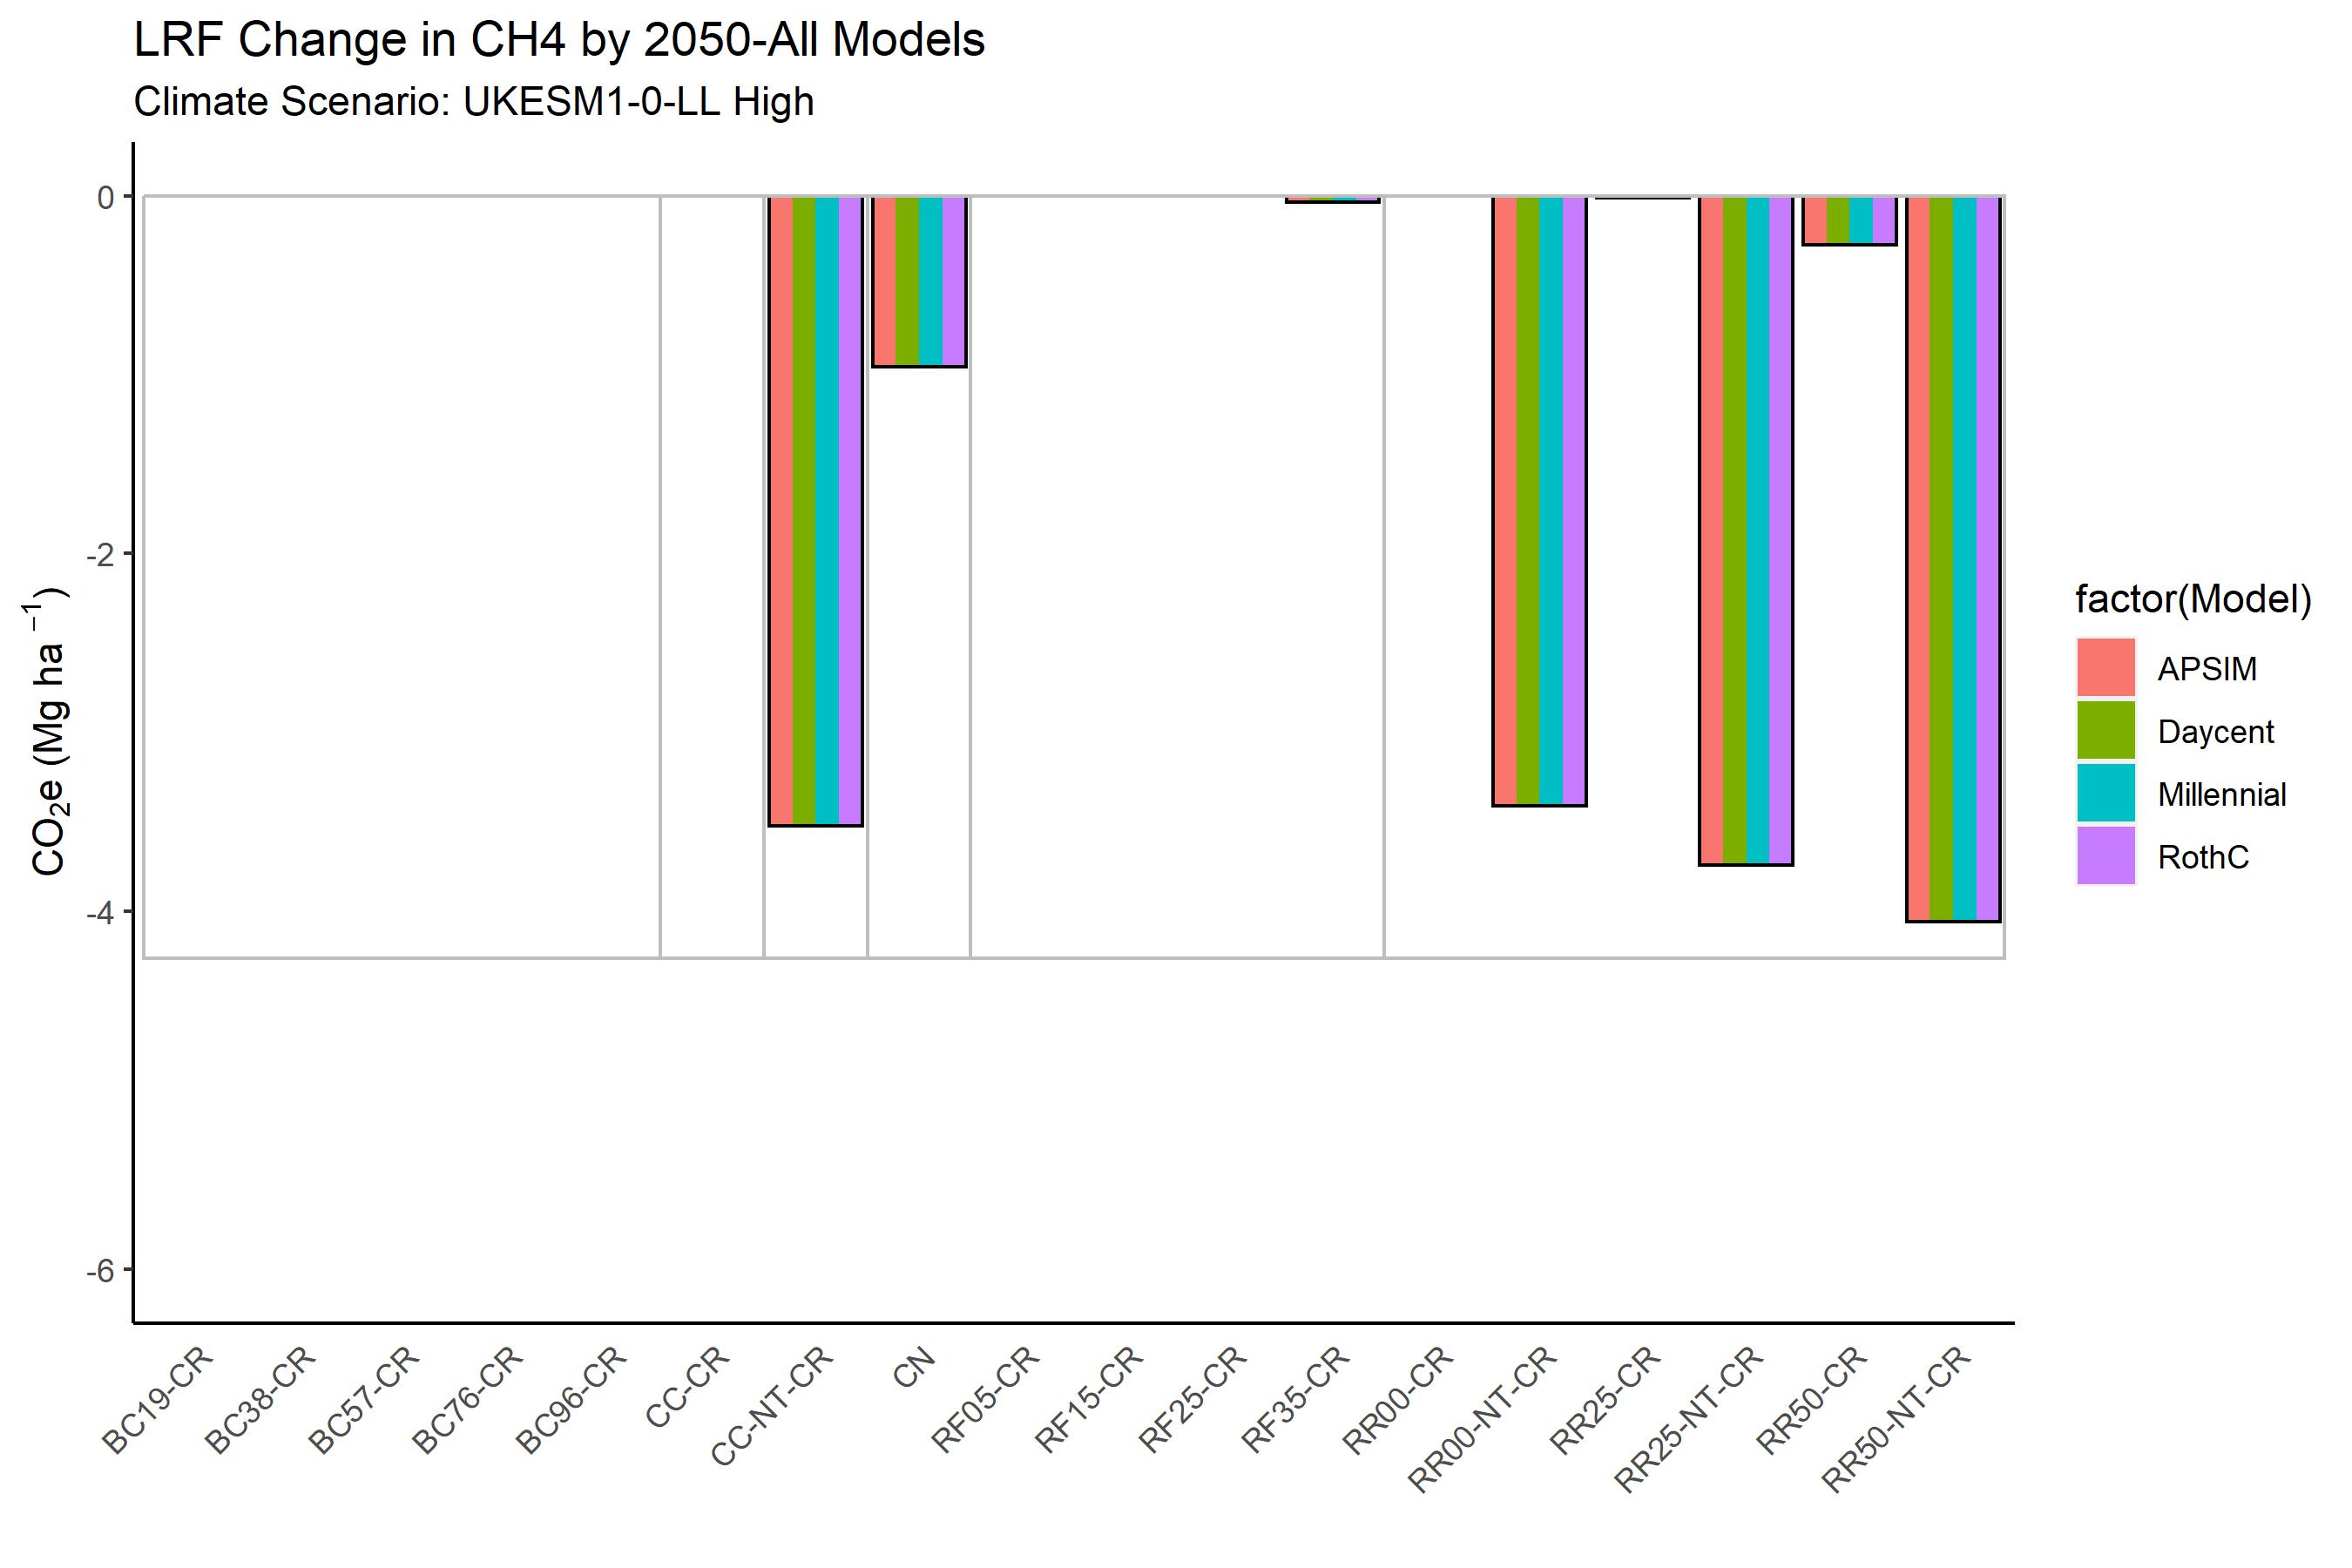 LRF Change in CH4 by 2050-All Models
Climate Scenario: UKESM1-0-LL High
CO₂e (Mg ha ⁻¹)
0
-2
-4
-6
BC19-CR
BC38-CR
BC57-CR
BC76-CR
BC96-CR
CC-CR
CC-NT-CR
CN
RF05-CR
RF15-CR
RF25-CR
RF35-CR
RR00-CR
RR00-NT-CR
RR25-CR
RR25-NT-CR
RR50-CR
RR50-NT-CR
factor(Model)
APSIM
Daycent
Millennial
RothC